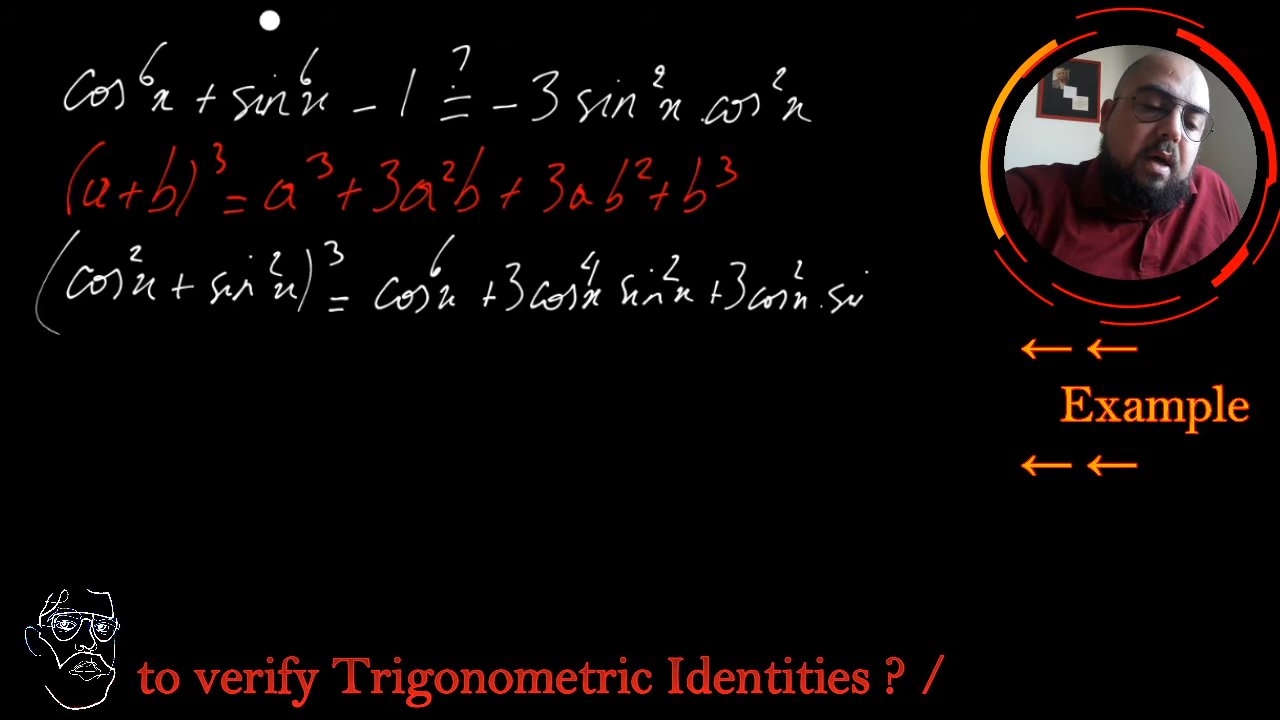 cos⁶x + sin⁶x - 1 ≟ - 3 sin²x . cos²x
(a+b)³ = a³ + 3a²b + 3ab² + b³
(cos²x + sin²x)³ = cos⁶x + 3cos⁴x sin²x + 3cos²x . si
← ←
Example
← ←
to verify Trigonometric Identities ? /